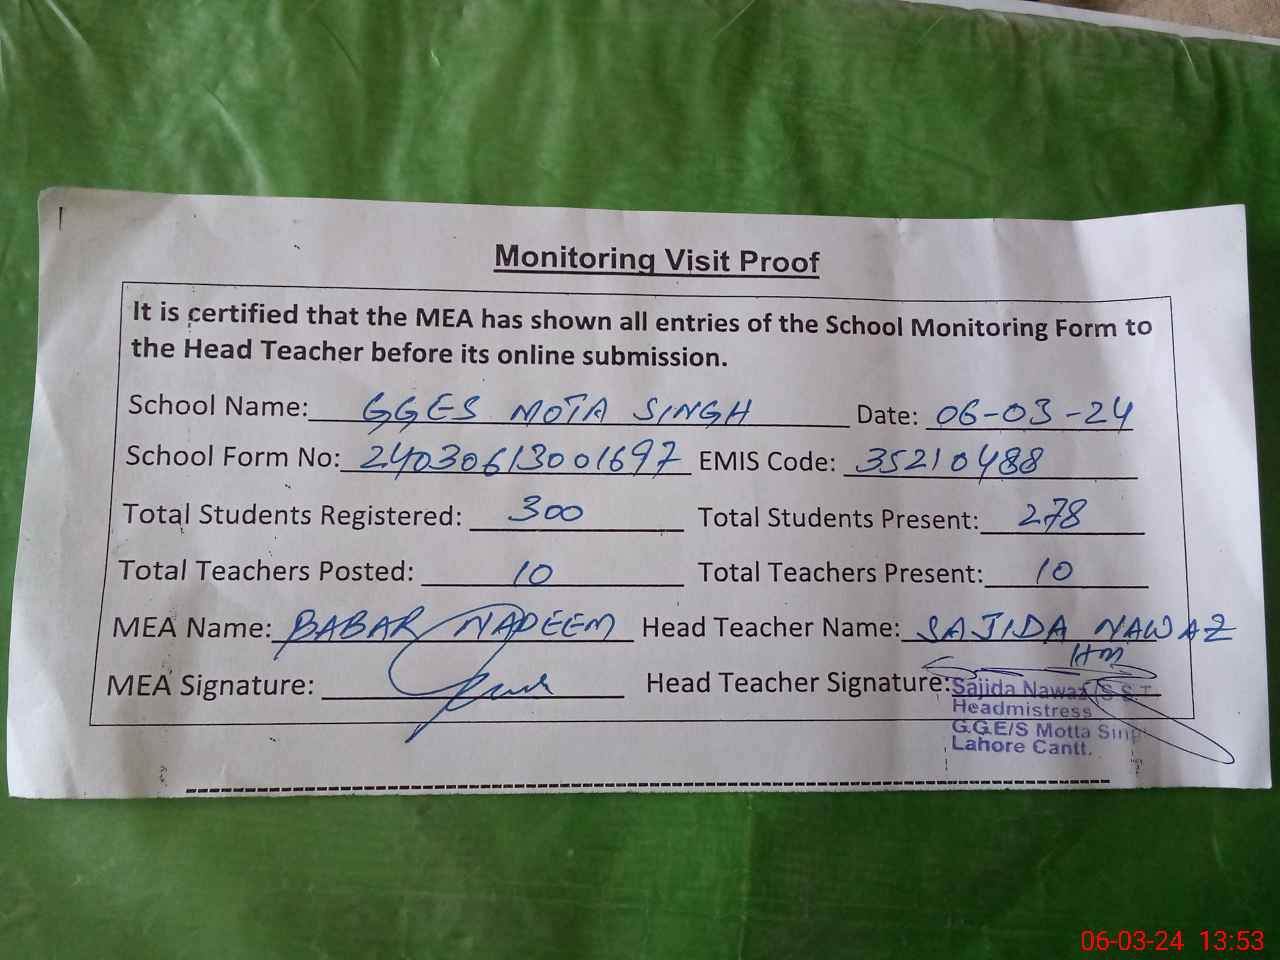 Monitoring Visit Proof
It is certified that the MEA has shown all entries of the School Monitoring Form to
the Head Teacher before its online submission.
School Name: GGES MOTA SINGH Date: 06-03-24
School Form No: 24030613001697 EMIS Code: 35210488
Total Students Registered: 300 Total Students Present: 278
Total Teachers Posted: 10 Total Teachers Present: 10
MEA Name: BABAR NADEEM Head Teacher Name: SAJIDA NAWAZ
HM
MEA Signature: Head Teacher Signature:
Sajida Nawaz S.S.T
Headmistress
G.G.E/S Motta Sing
Lahore Cantt.
06-03-24 13:53